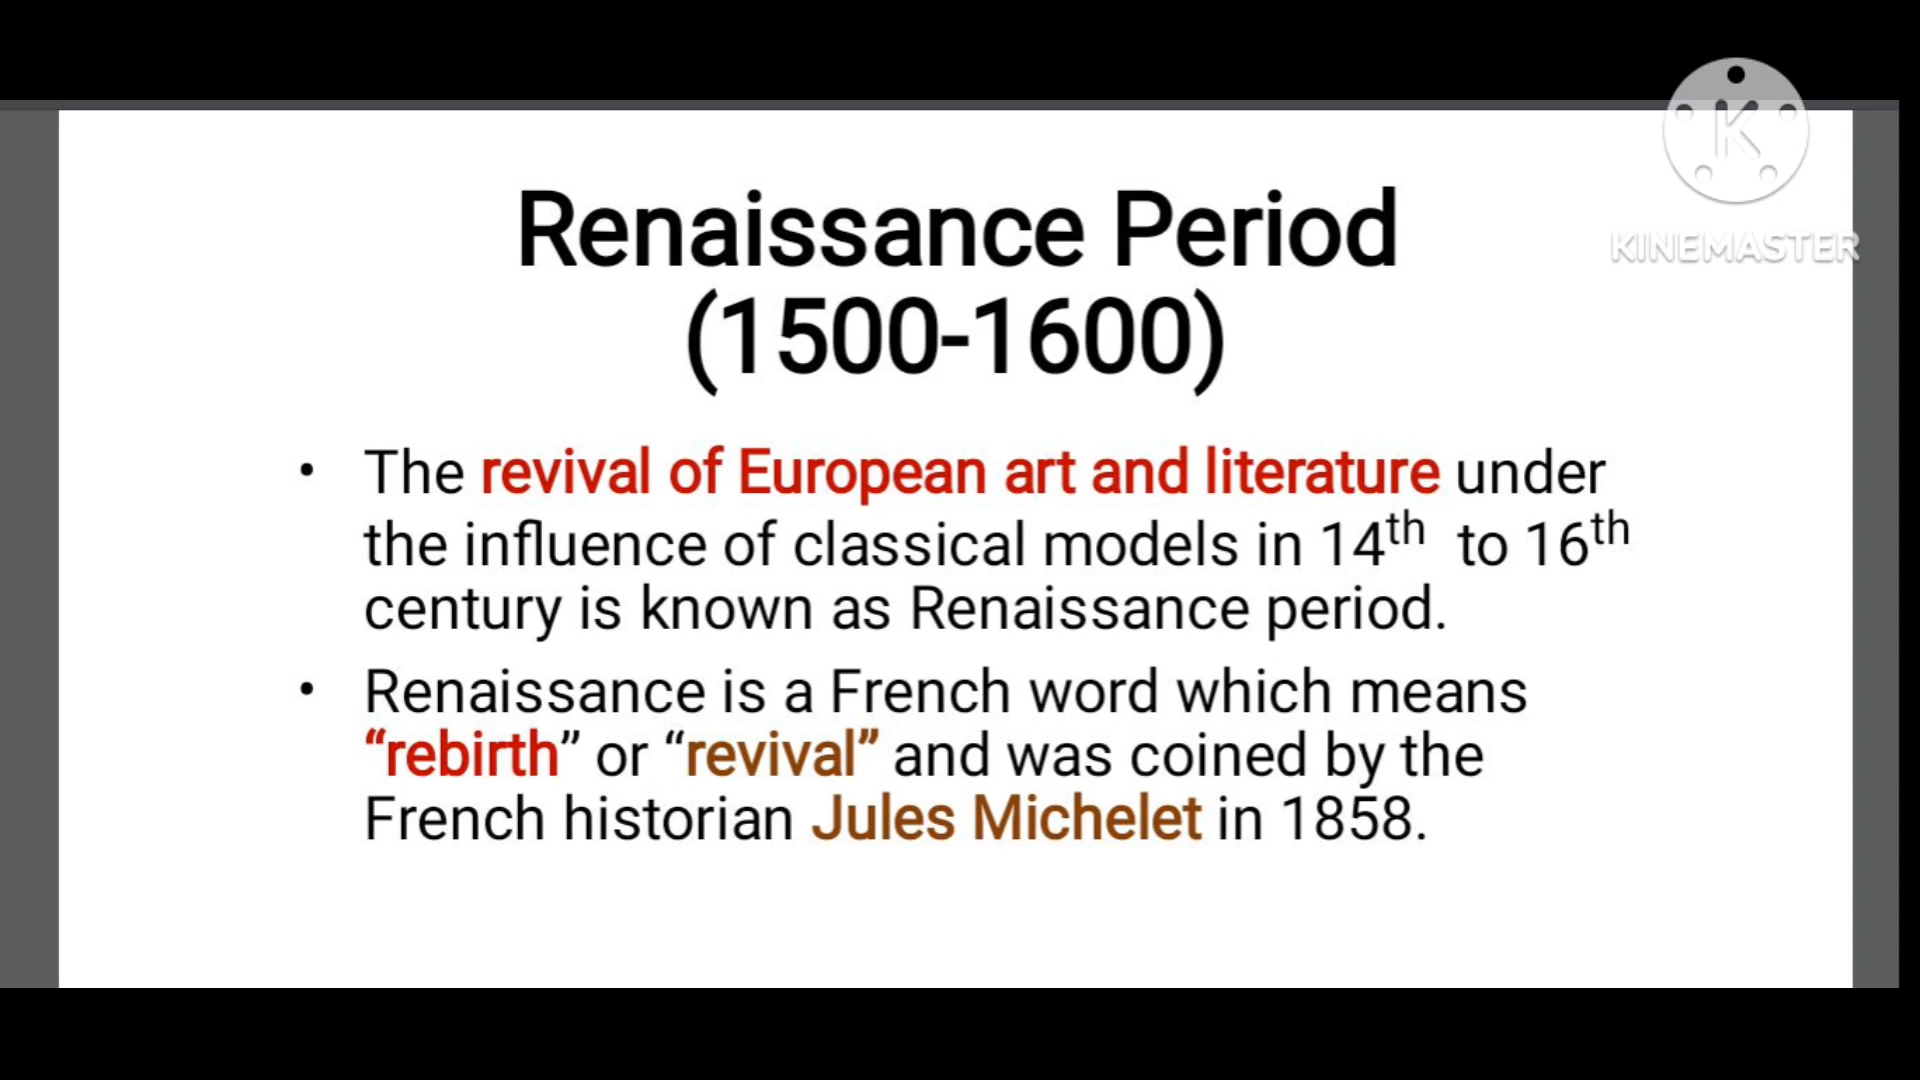 K
KINEMASTER
Renaissance Period
(1500-1600)
• The revival of European art and literature under
the influence of classical models in 14th to 16th
century is known as Renaissance period.
• Renaissance is a French word which means
“rebirth” or “revival” and was coined by the
French historian Jules Michelet in 1858.